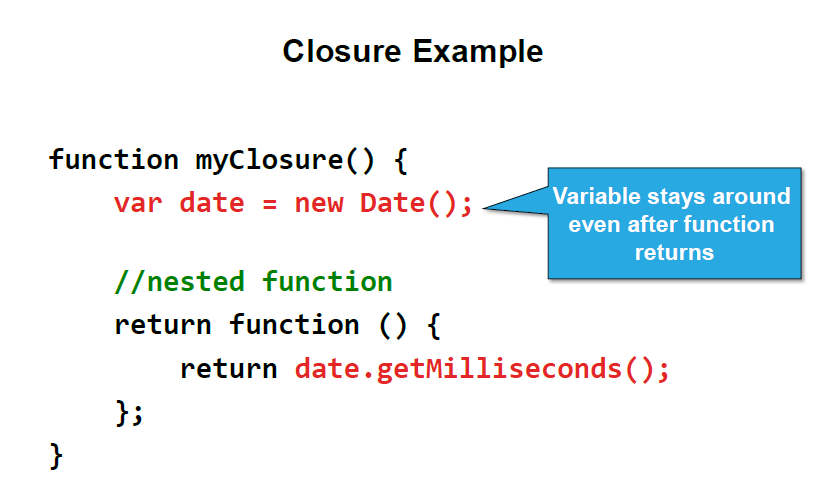 Closure Example
function myClosure() {
var date = new Date();
Variable stays around
even after function
returns
//nested function
return function () {
return date.getMilliseconds();
};
}